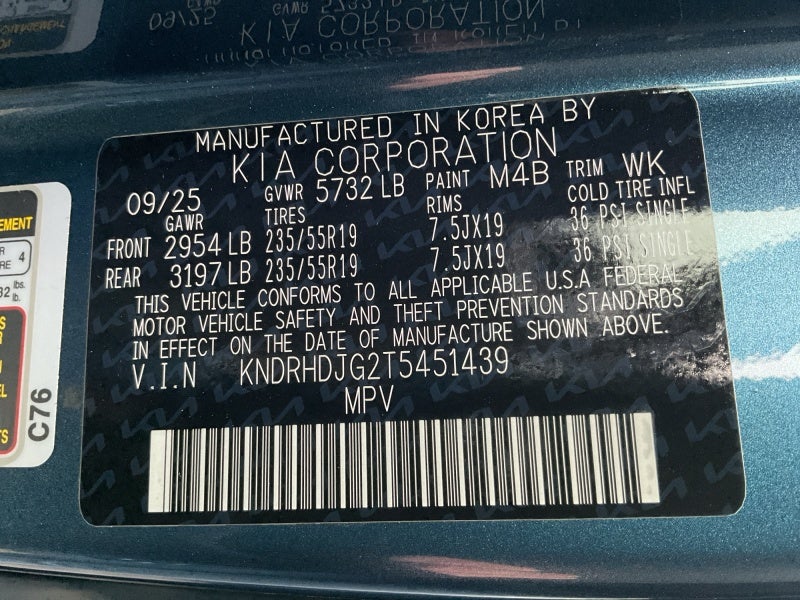 MANUFACTURED IN KOREA BY
KIA CORPORATION
09/25 GVWR 5732 LB PAINT M4B TRIM WK
GAWR TIRES RIMS COLD TIRE INFL
FRONT 2954 LB 235/55R19 7.5JX19 36 PSI SINGLE
REAR 3197 LB 235/55R19 7.5JX19 36 PSI SINGLE
THIS VEHICLE CONFORMS TO ALL APPLICABLE U.S.A FEDERAL
MOTOR VEHICLE SAFETY AND THEFT PREVENTION STANDARDS
IN EFFECT ON THE DATE OF MANUFACTURE SHOWN ABOVE.
V.I.N KNDRHDJG2T5451439
MPV
4
lbs.
lb.
C76